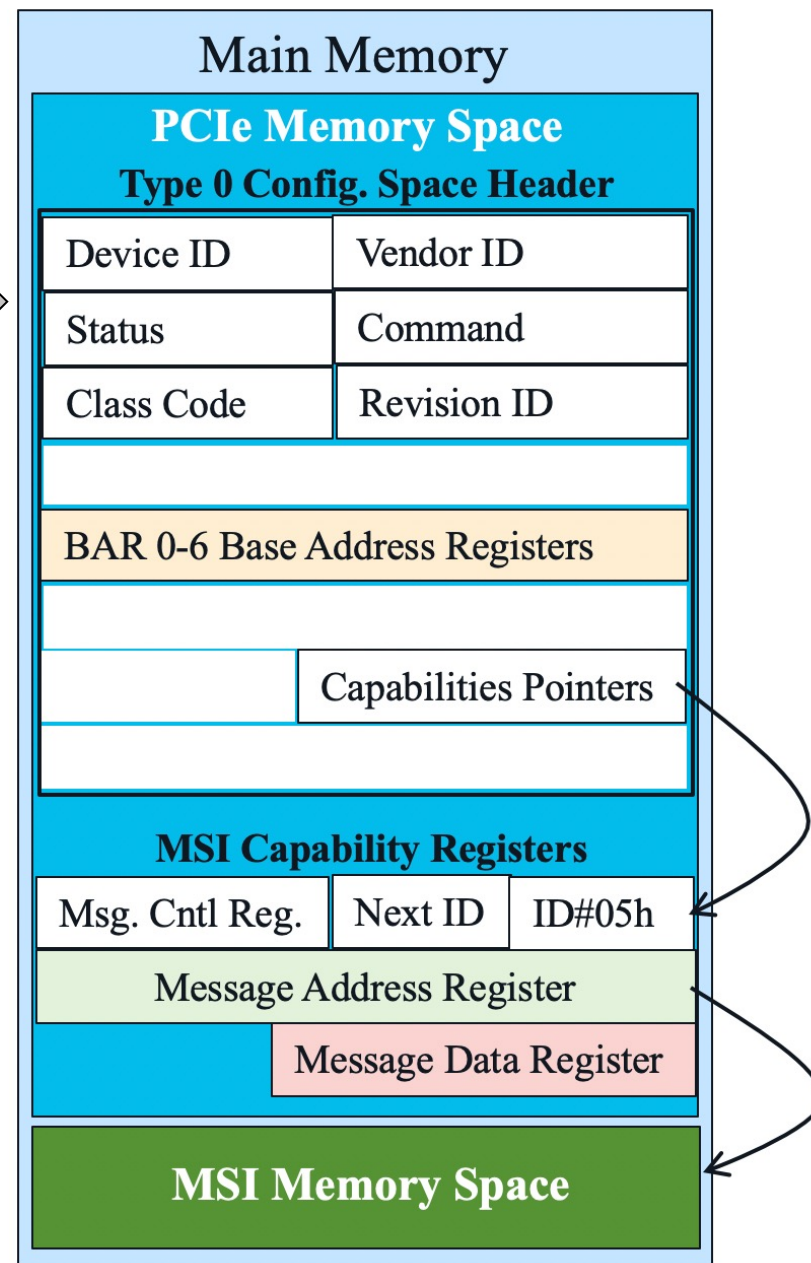 Main Memory
PCIe Memory Space
Type 0 Config. Space Header
Device ID
Vendor ID
Status
Command
Class Code
Revision ID
BAR 0-6 Base Address Registers
Capabilities Pointers
MSI Capability Registers
Msg. Cntl Reg.
Next ID
ID#05h
Message Address Register
Message Data Register
MSI Memory Space